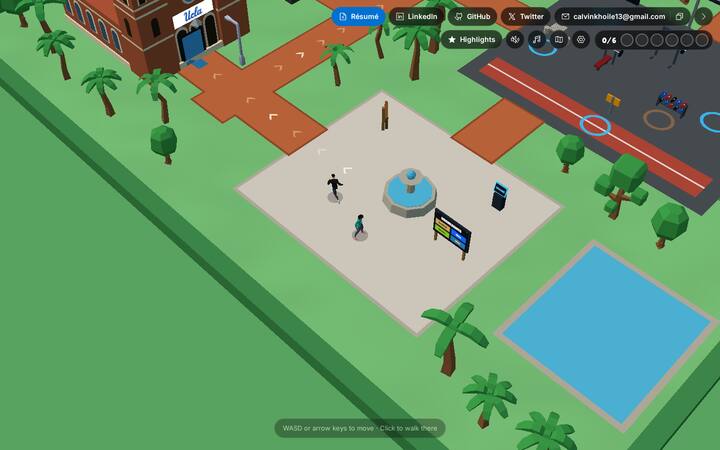 Résumé
LinkedIn
GitHub
Twitter
calvinkhoile13@gmail.com
Highlights
0/6
Ucla
WASD or arrow keys to move · Click to walk there